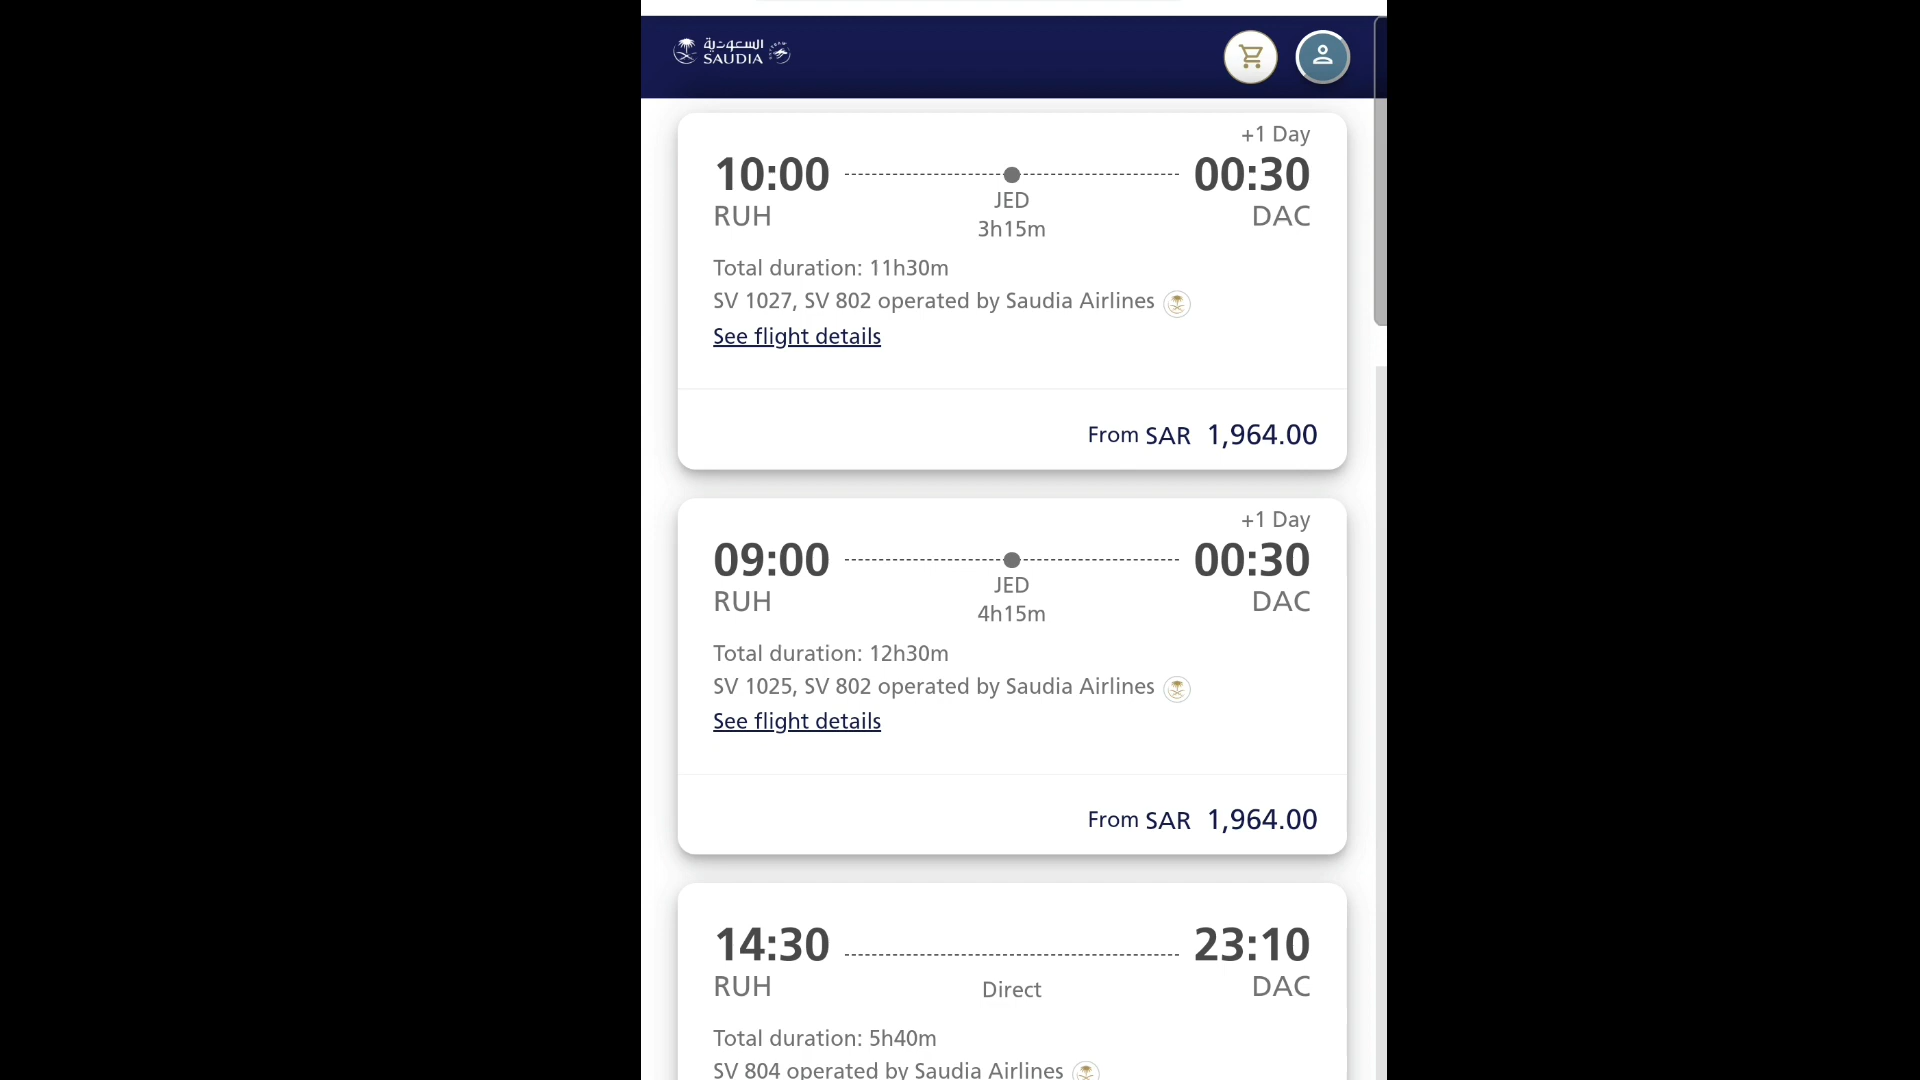 السعودية
SAUDIA
+1 Day
10:00 00:30
RUH JED DAC
3h15m
Total duration: 11h30m
SV 1027, SV 802 operated by Saudia Airlines
See flight details
From SAR 1,964.00
+1 Day
09:00 00:30
RUH JED DAC
4h15m
Total duration: 12h30m
SV 1025, SV 802 operated by Saudia Airlines
See flight details
From SAR 1,964.00
14:30 23:10
RUH Direct DAC
Total duration: 5h40m
SV 804 operated by Saudia Airlines